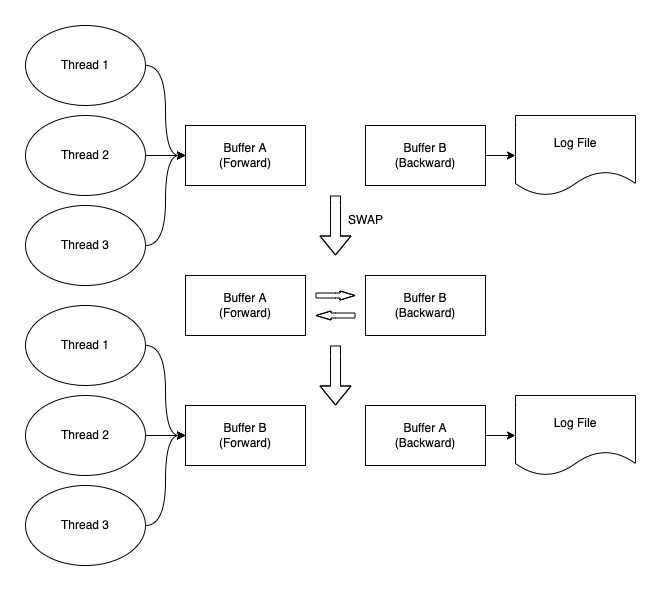 Thread 1
Thread 2
Thread 3
Buffer A
(Forward)
Buffer B
(Backward)
Log File
SWAP
Buffer A
(Forward)
Buffer B
(Backward)
Thread 1
Thread 2
Thread 3
Buffer B
(Forward)
Buffer A
(Backward)
Log File